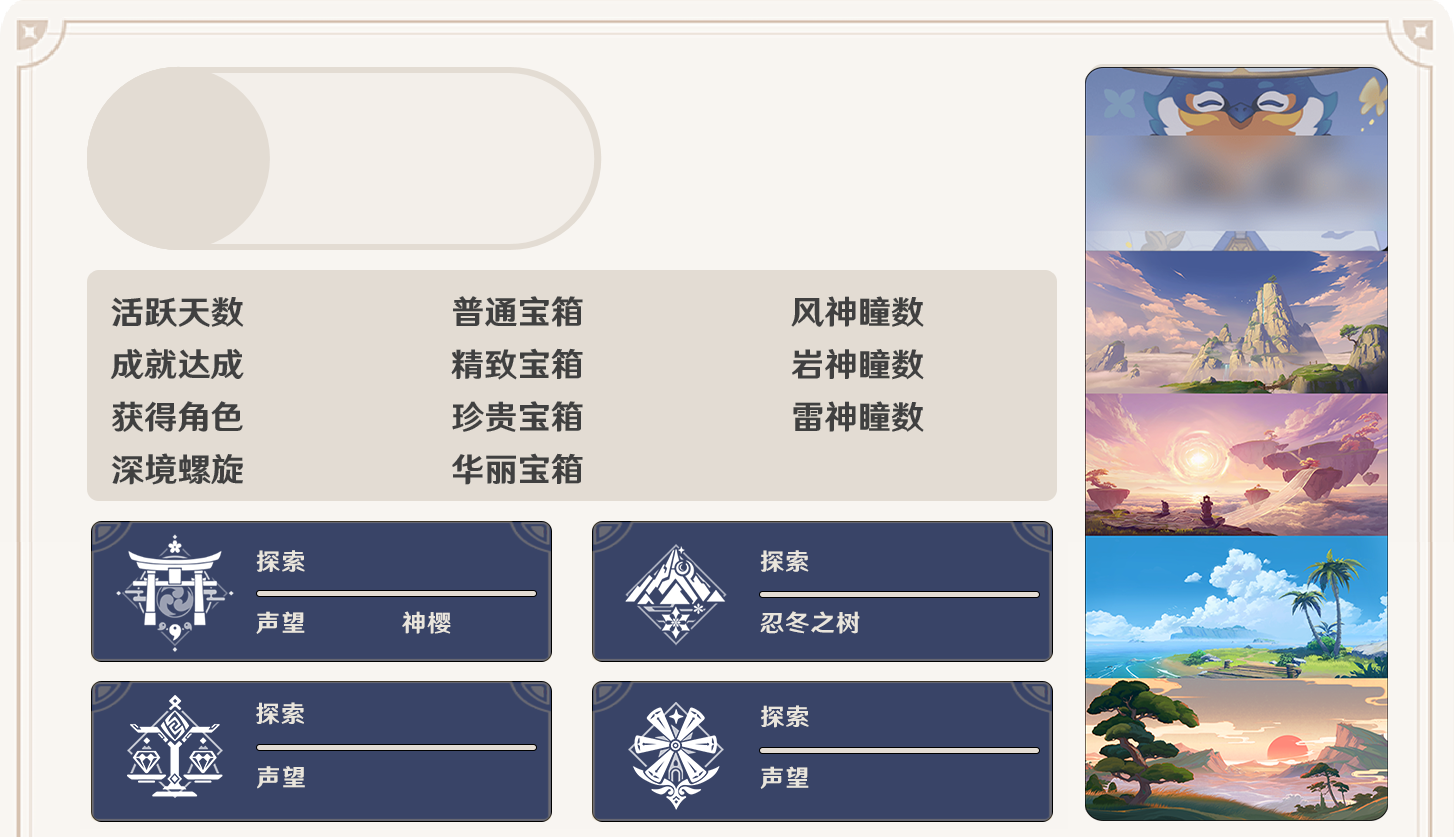 活跃天数 普通宝箱 风神瞳数
成就达成 精致宝箱 岩神瞳数
获得角色 珍贵宝箱 雷神瞳数
深境螺旋 华丽宝箱
探索
声望 神樱
探索
忍冬之树
探索
声望
探索
声望